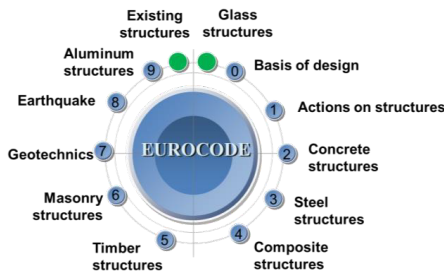 Existing
structures
Glass
structures
Aluminum
structures
9
0
Basis of design
Earthquake
8
1
Actions on structures
Geotechnics
7
EUROCODE
2
Concrete
structures
Masonry
structures
6
3
Steel
structures
Timber
structures
5
4
Composite
structures